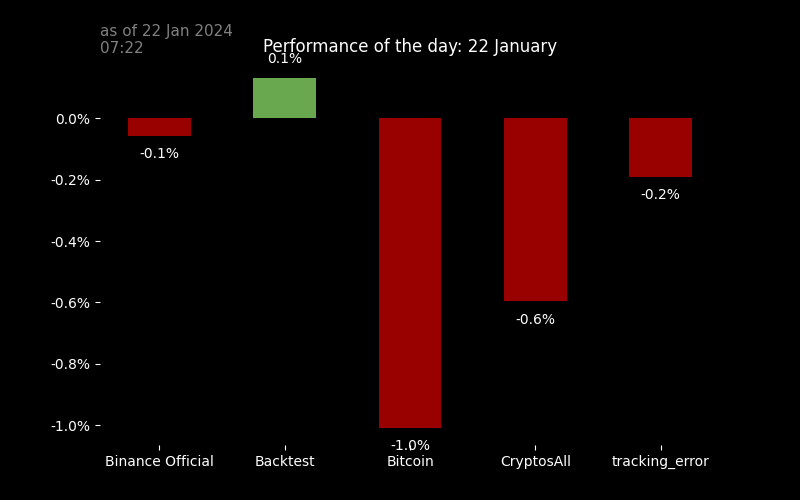 as of 22 Jan 2024
07:22
Performance of the day: 22 January
0.1%
0.0%
-0.1%
-0.2%
-0.2%
-0.4%
-0.6%
-0.6%
-0.8%
-1.0%
-1.0%
Binance Official
Backtest
Bitcoin
CryptosAll
tracking_error